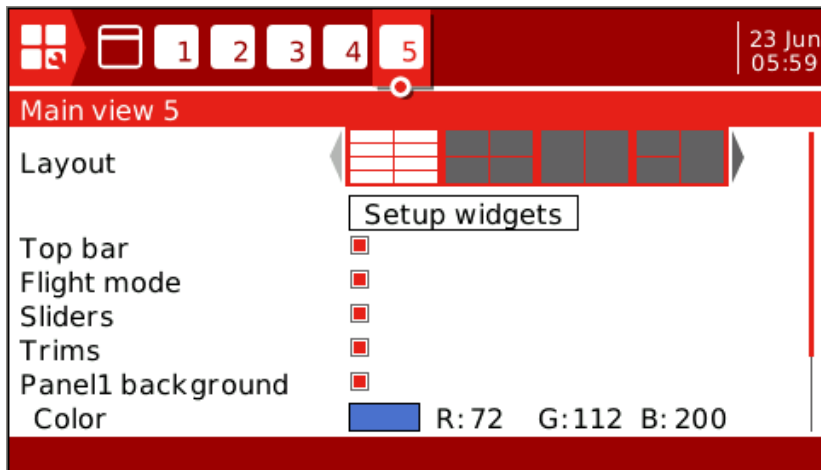 1 2 3 4 5
23 Jun
05:59
Main view 5
Layout
Setup widgets
Top bar
Flight mode
Sliders
Trims
Panel1 background
Color R:72 G:112 B:200